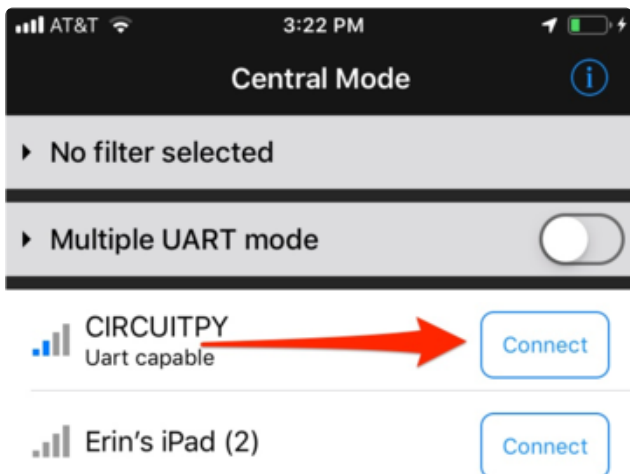 AT&T 3:22 PM
Central Mode
i
No filter selected
Multiple UART mode
CIRCUITPY
Uart capable
Connect
Erin's iPad (2)
Connect